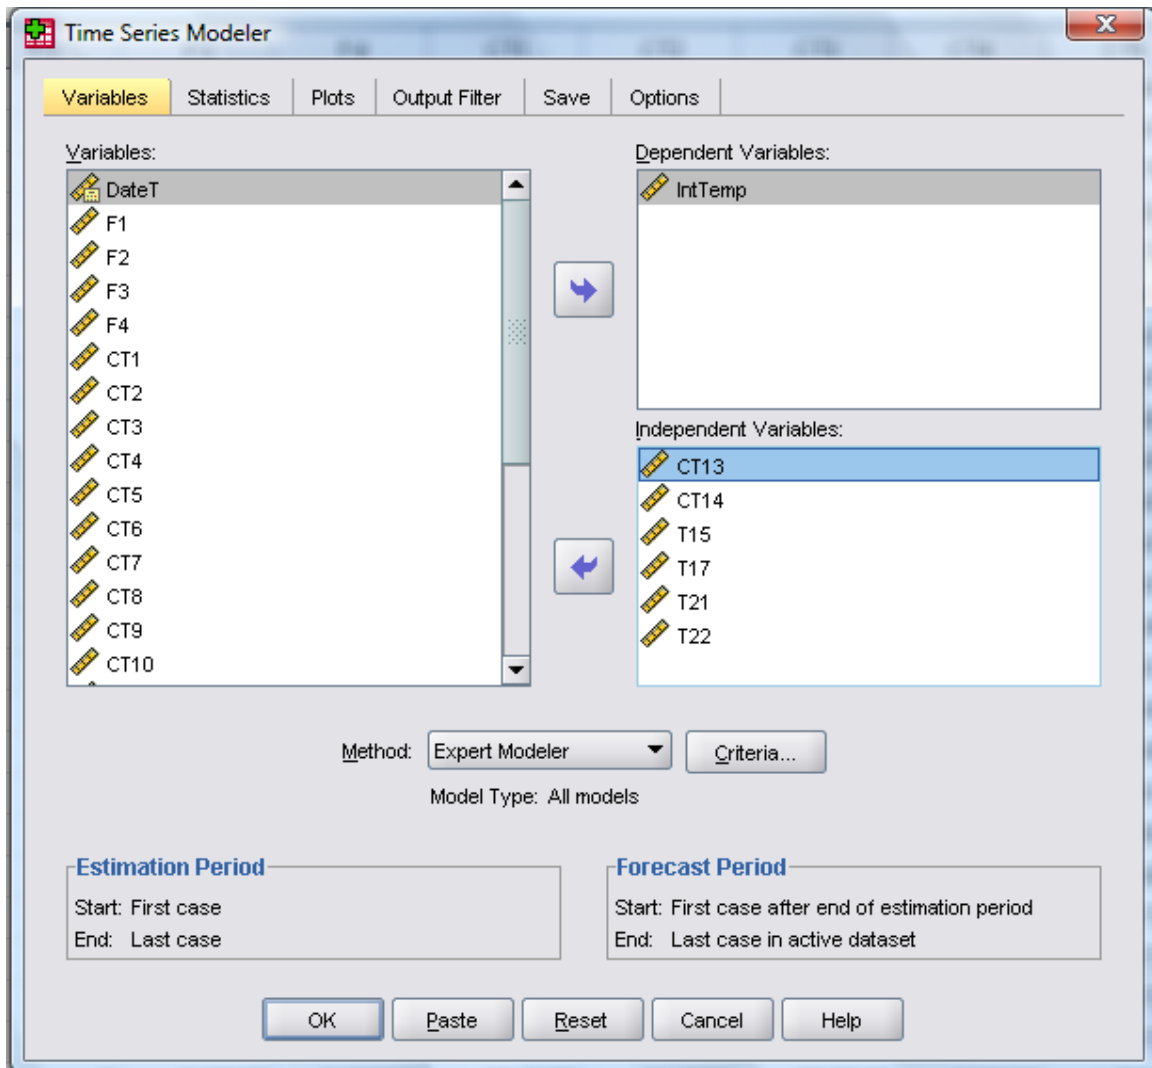 Time Series Modeler
Variables Statistics Plots Output Filter Save Options
Variables:
DateT
F1
F2
F3
F4
CT1
CT2
CT3
CT4
CT5
CT6
CT7
CT8
CT9
CT10
Dependent Variables:
IntTemp
Independent Variables:
CT13
CT14
T15
T17
T21
T22
Method: Expert Modeler Criteria...
Model Type: All models
Estimation Period
Start: First case
End: Last case
Forecast Period
Start: First case after end of estimation period
End: Last case in active dataset
OK Paste Reset Cancel Help